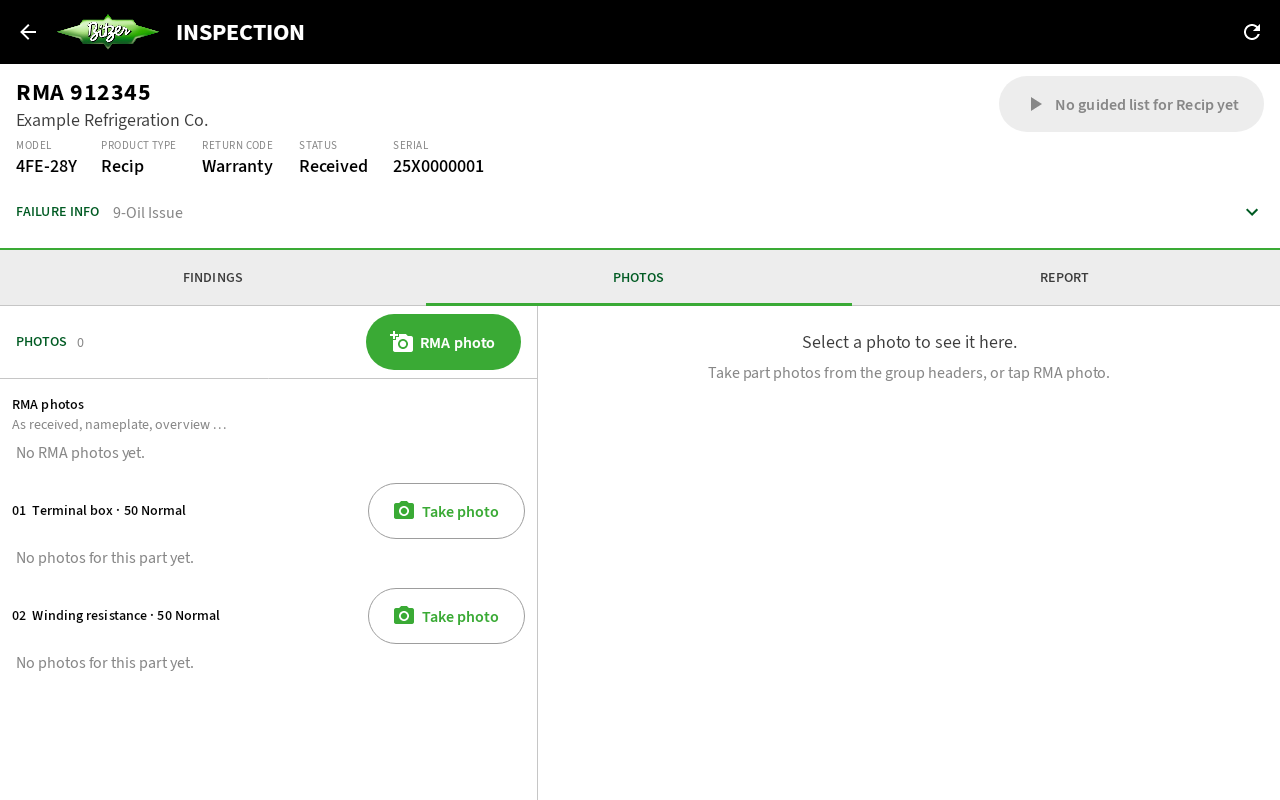 Bitzer
INSPECTION
RMA 912345
Example Refrigeration Co.
No guided list for Recip yet
MODEL PRODUCT TYPE RETURN CODE STATUS SERIAL
4FE-28Y Recip Warranty Received 25X0000001
FAILURE INFO 9-Oil Issue
FINDINGS PHOTOS REPORT
PHOTOS 0
RMA photo
RMA photos
As received, nameplate, overview …
No RMA photos yet.
01 Terminal box · 50 Normal
Take photo
No photos for this part yet.
02 Winding resistance · 50 Normal
Take photo
No photos for this part yet.
Select a photo to see it here.
Take part photos from the group headers, or tap RMA photo.